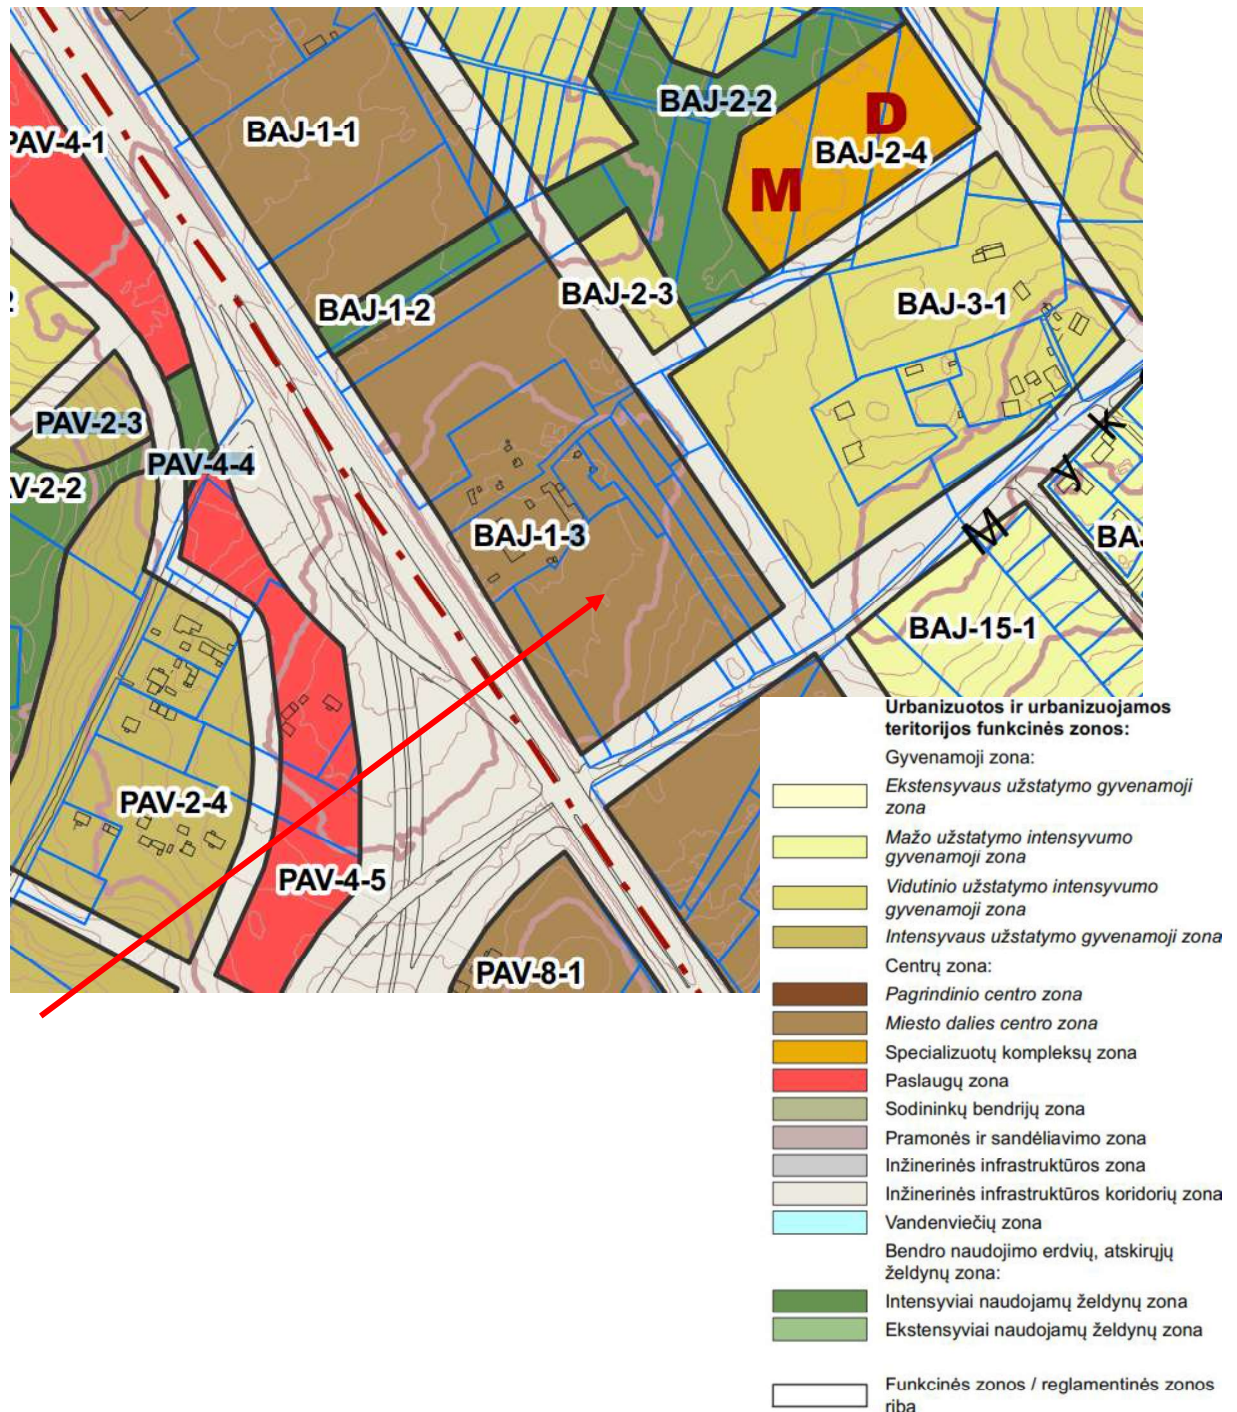 BAJ-1-1
PAV-4-1
BAJ-2-2
D
BAJ-2-4
M
BAJ-1-2
BAJ-2-3
BAJ-3-1
PAV-2-3
PAV-4-4
V-2-2
BAJ-1-3
М у к
BAJ
BAJ-15-1
PAV-2-4
PAV-4-5
PAV-8-1
Urbanizuotos ir urbanizuojamos
teritorijos funkcinės zonos:
Gyvenamoji zona:
Ekstensyvaus užstatymo gyvenamoji
zona
Mažo užstatymo intensyvumo
gyvenamoji zona
Vidutinio užstatymo intensyvumo
gyvenamoji zona
Intensyvaus užstatymo gyvenamoji zona
Centrų zona:
Pagrindinio centro zona
Miesto dalies centro zona
Specializuotų kompleksų zona
Paslaugų zona
Sodininkų bendrijų zona
Pramonės ir sandėliavimo zona
Inžinerinės infrastruktūros zona
Inžinerinės infrastruktūros koridorių zona
Vandenviečių zona
Bendro naudojimo erdvių, atskirųjų
želdynų zona:
Intensyviai naudojamų želdynų zona
Ekstensyviai naudojamų želdynų zona
Funkcinės zonos / reglamentinės zonos
riba